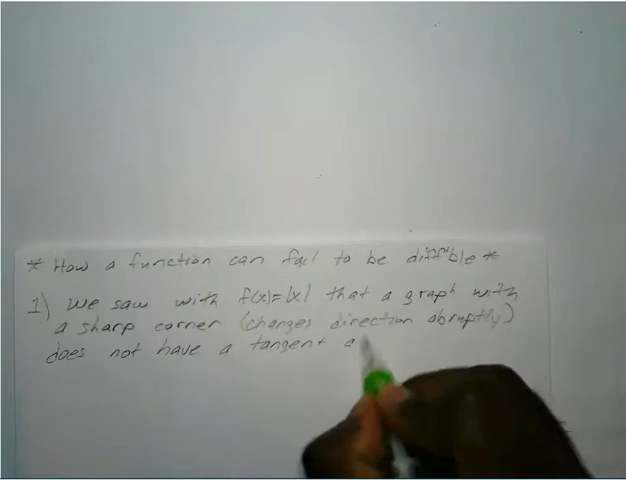 * How a function can fail to be diff'ble *
1) We saw with f(x)=|x| that a graph with
a sharp corner (changes direction abruptly)
does not have a tangent a